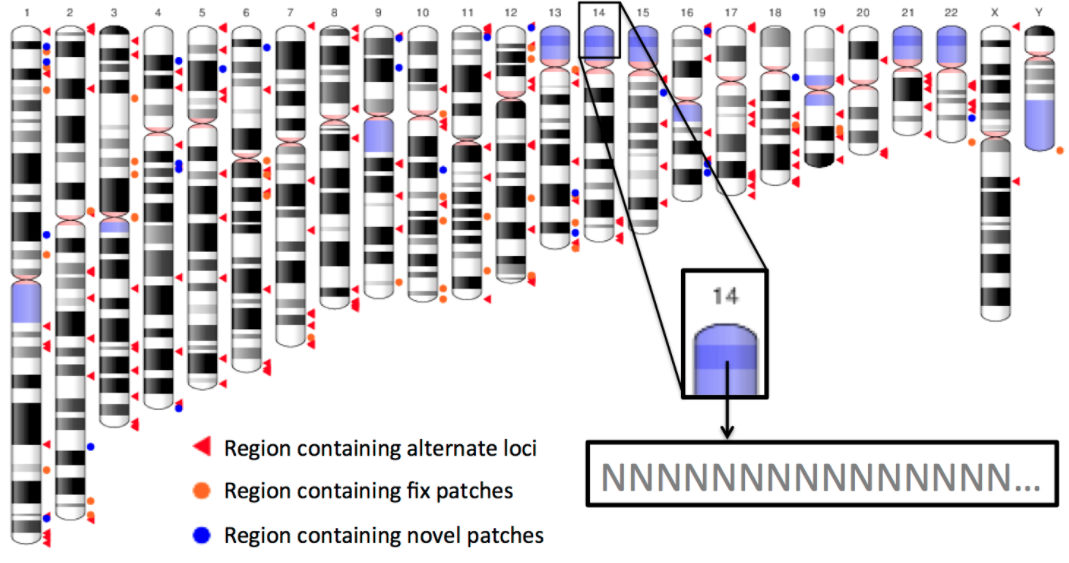 1 2 3 4 5 6 7 8 9 10 11 12 13 14 15 16 17 18 19 20 21 22 X Y
14
NNNNNNNNNNNNNNN...
Region containing alternate loci
Region containing fix patches
Region containing novel patches